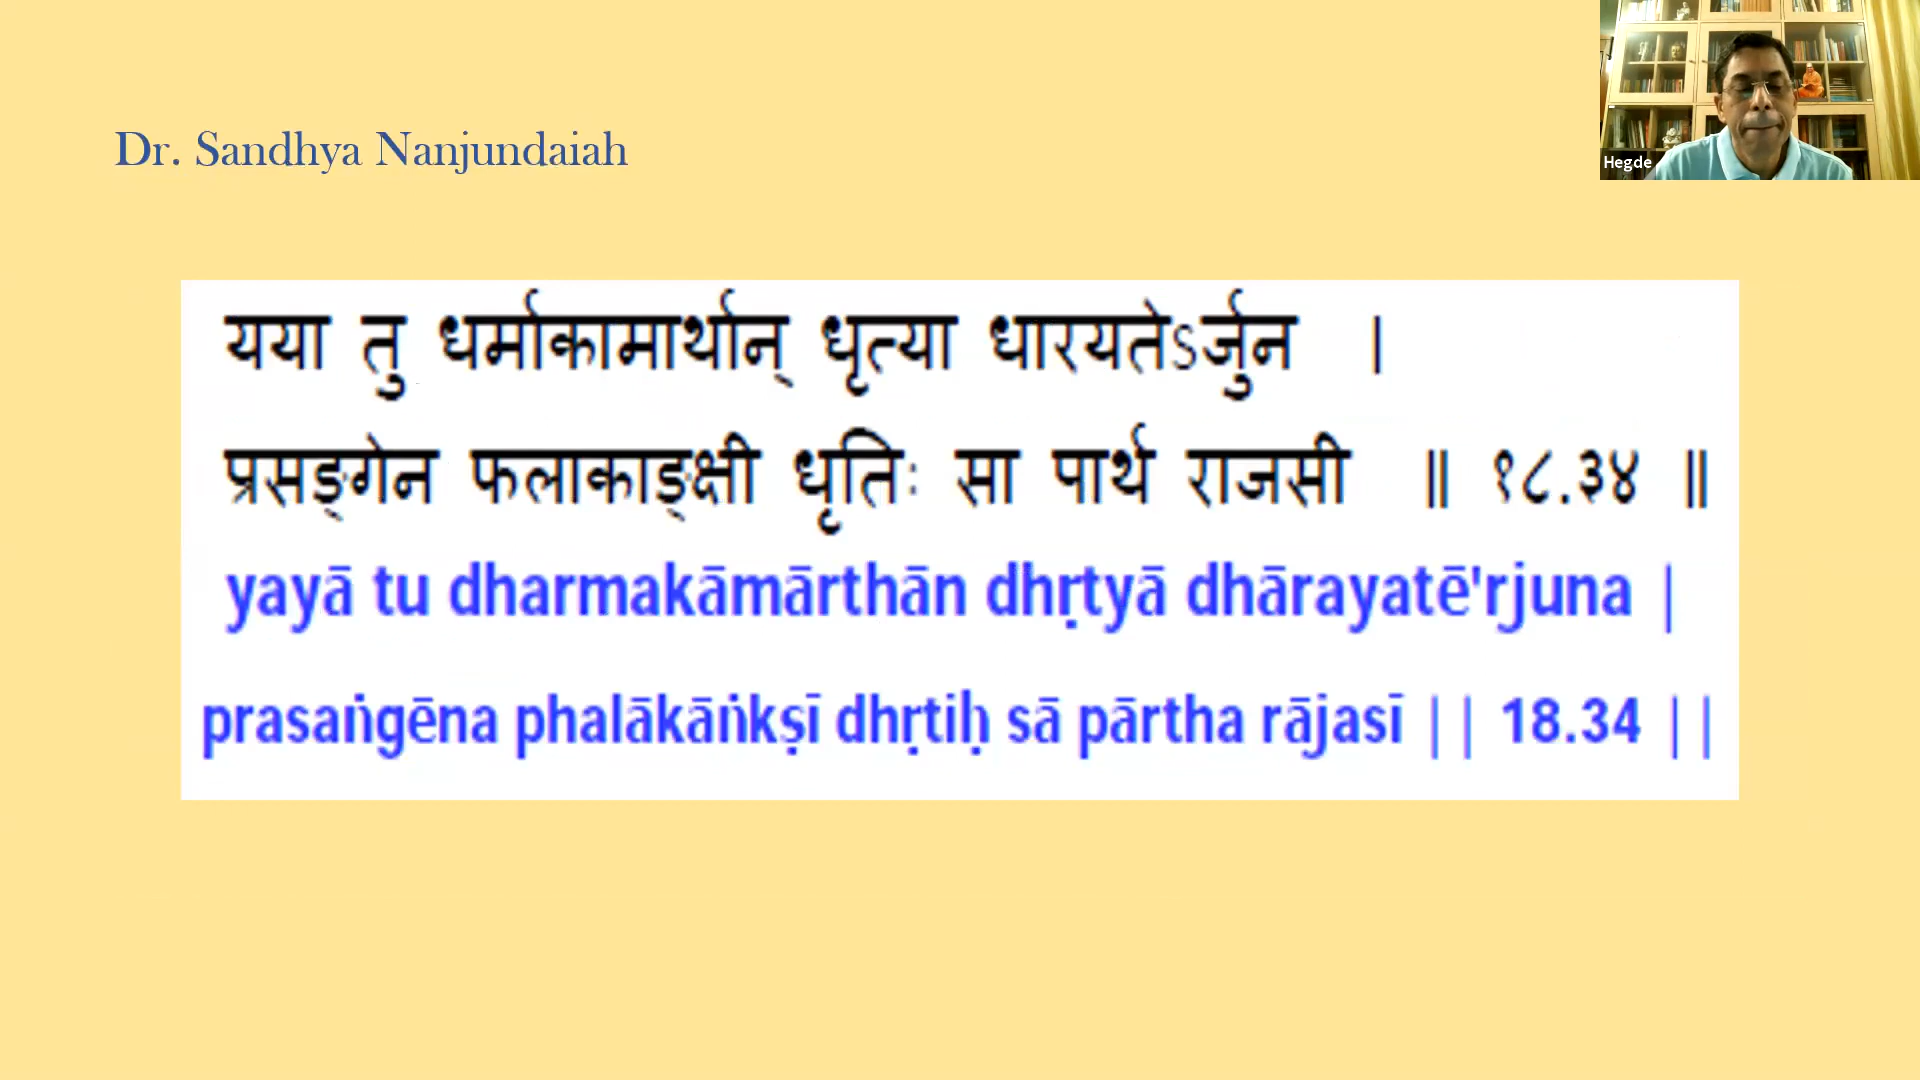 Dr. Sandhya Nanjundaiah
Hegde
यया तु धर्माकामार्थान् धृत्या धारयतेऽर्जुन ।
प्रसङ्गेन फलाकाङ्क्षी धृतिः सा पार्थ राजसी ॥ १८.३४ ॥
yayā tu dharmakāmārthān dhṛtyā dhārayatē'rjuna |
prasaṅgēna phalākāṅkṣī dhṛtiḥ sā pārtha rājasī || 18.34 ||